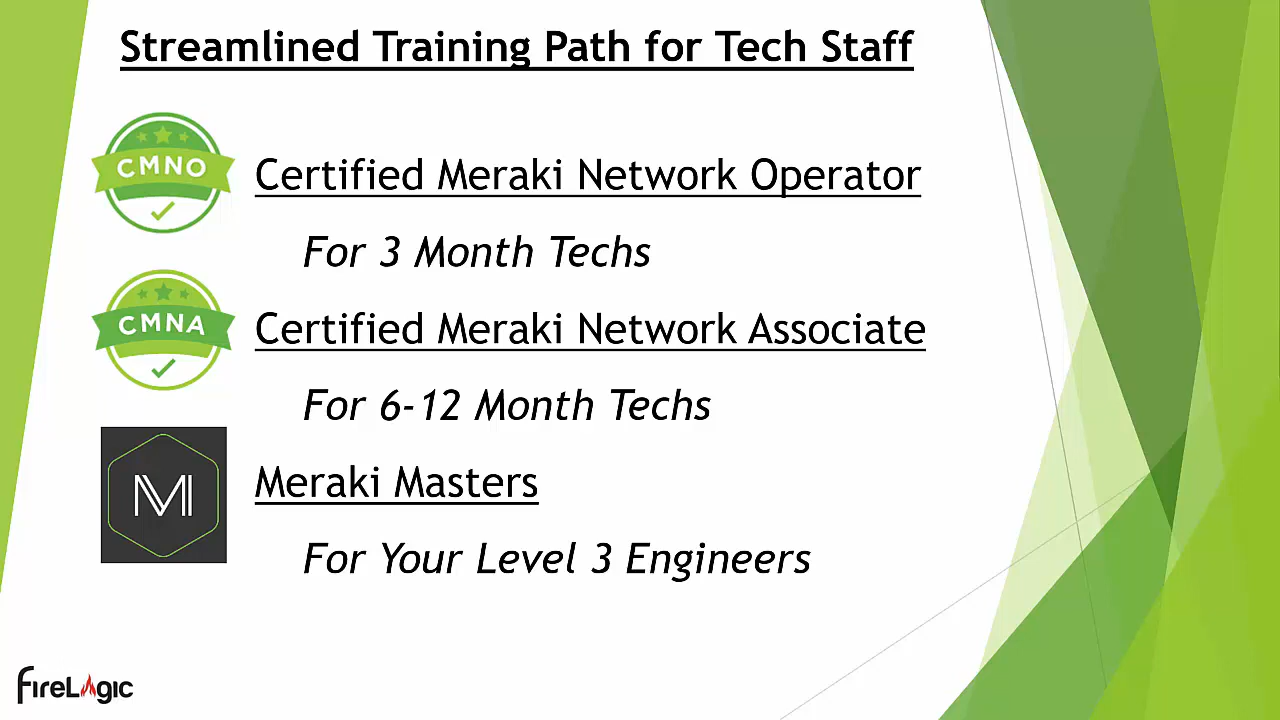 Streamlined Training Path for Tech Staff
CMNO
Certified Meraki Network Operator
For 3 Month Techs
CMNA
Certified Meraki Network Associate
For 6-12 Month Techs
M
Meraki Masters
For Your Level 3 Engineers
FireLogic